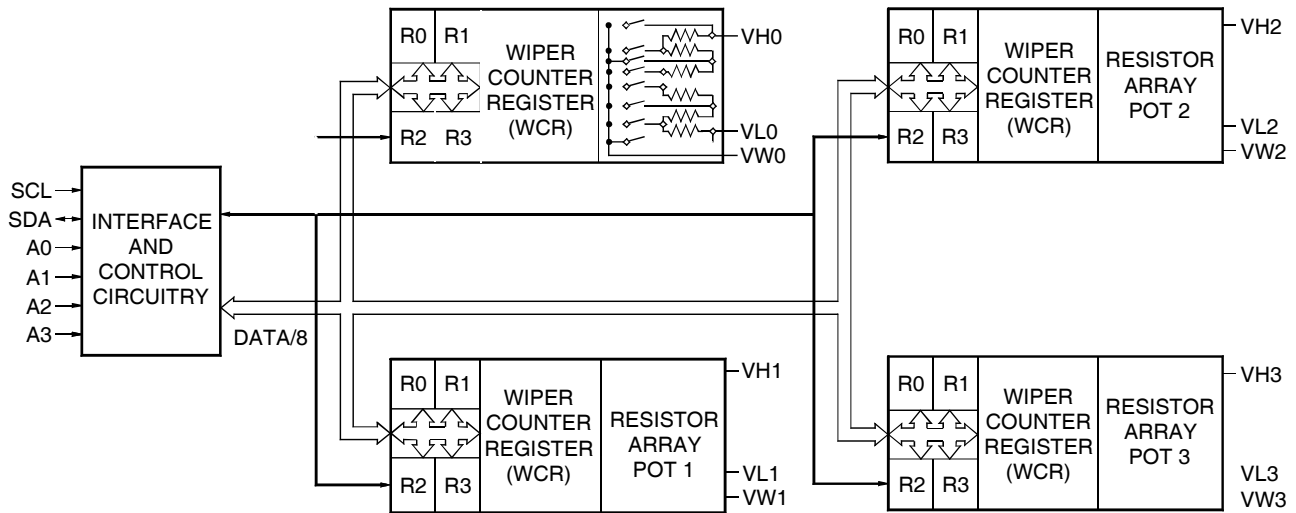 R0 R1
R2 R3
WIPER
COUNTER
REGISTER
(WCR)
VH0
VL0
VW0
R0 R1
R2 R3
WIPER
COUNTER
REGISTER
(WCR)
RESISTOR
ARRAY
POT 2
VH2
VL2
VW2
SCL
SDA
A0
A1
A2
A3
INTERFACE
AND
CONTROL
CIRCUITRY
DATA/8
R0 R1
R2 R3
WIPER
COUNTER
REGISTER
(WCR)
RESISTOR
ARRAY
POT 1
VH1
VL1
VW1
R0 R1
R2 R3
WIPER
COUNTER
REGISTER
(WCR)
RESISTOR
ARRAY
POT 3
VH3
VL3
VW3